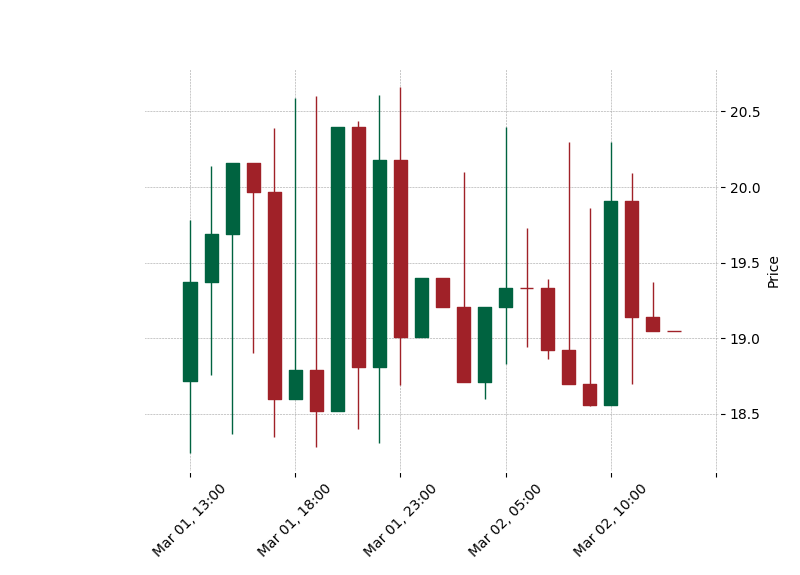 20.5
20.0
19.5
19.0
18.5
Price
Mar 01, 13:00
Mar 01, 18:00
Mar 01, 23:00
Mar 02, 05:00
Mar 02, 10:00